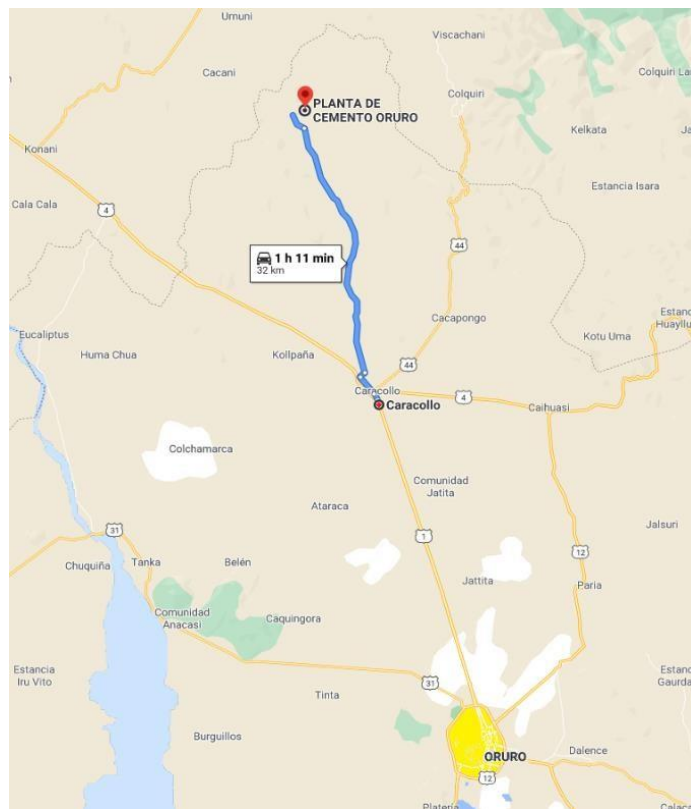 Umuni
Viscachani
Cacani
Colquiri
PLANTA DE
CEMENTO ORURO
Kelkata
Konani
Estancia Isara
Cala Cala
4
44
1 h 11 min
32 km
Cacapongo
Eucaliptus
Kotu Uma
Huma Chua
Kollpaña
44
Caracollo
4
Caracollo
Caihuasi
Colchamarca
Comunidad
Jatita
Ataraca
31
1
Jalsuri
12
Chuquiña
Tanka
Belén
Jattita
Paria
Comunidad
Anacasi
Caquingora
Estancia
Iru Vito
31
Tinta
Burguillos
ORURO
Dalence
12